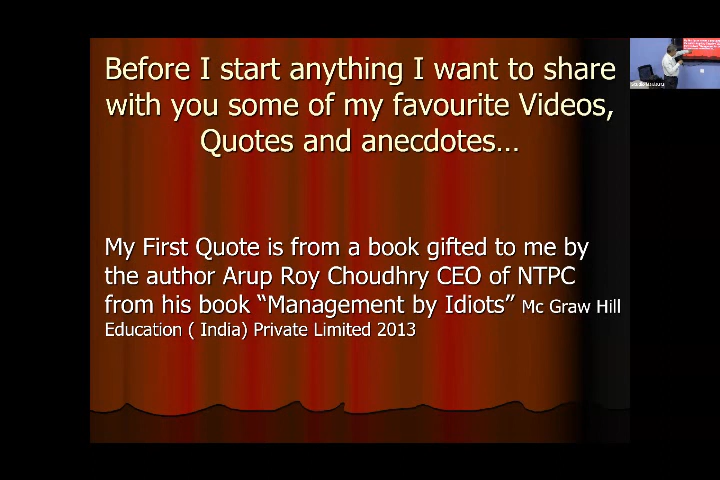 Before I start anything I want to share
with you some of my favourite Videos,
Quotes and anecdotes...
My First Quote is from a book gifted to me by
the author Arup Roy Choudhry CEO of NTPC
from his book “Management by Idiots” Mc Graw Hill
Education ( India) Private Limited 2013